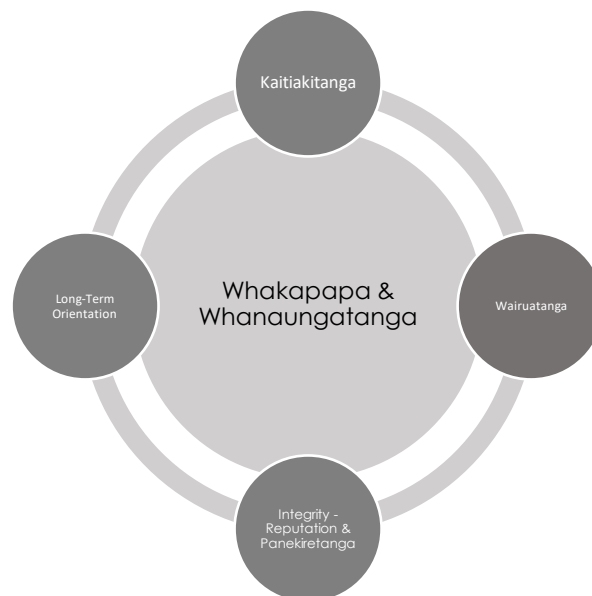 Kaitiakitanga
Long-Term
Orientation
Whakapapa &
Whanaungatanga
Wairuatanga
Integrity -
Reputation &
Panekiretanga